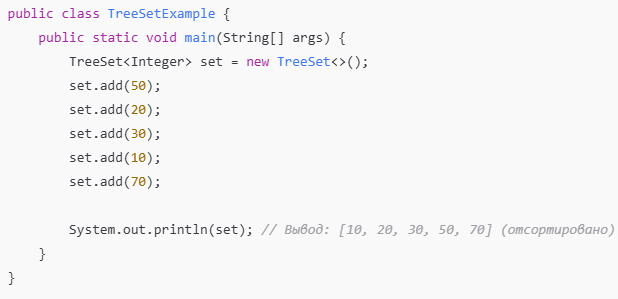 public class TreeSetExample {
    public static void main(String[] args) {
        TreeSet<Integer> set = new TreeSet<>();
        set.add(50);
        set.add(20);
        set.add(30);
        set.add(10);
        set.add(70);

        System.out.println(set); // Вывод: [10, 20, 30, 50, 70] (отсортировано)
    }
}